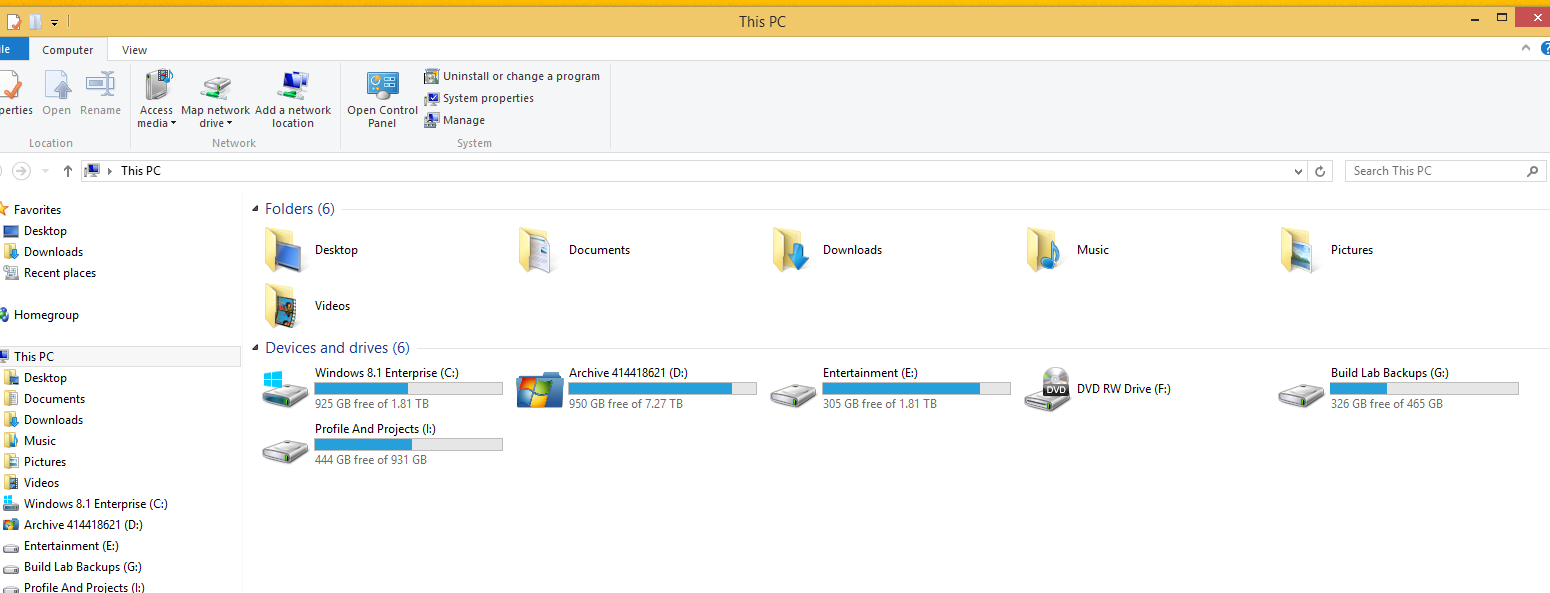 This PC
ile
Computer
View
perties
Open
Rename
Location
Access media
Map network drive
Add a network location
Network
Open Control Panel
Uninstall or change a program
System properties
Manage
System
This PC
Search This PC
Favorites
Desktop
Downloads
Recent places
Homegroup
This PC
Desktop
Documents
Downloads
Music
Pictures
Videos
Windows 8.1 Enterprise (C:)
Archive 414418621 (D:)
Entertainment (E:)
Build Lab Backups (G:)
Profile And Projects (I:)
Folders (6)
Desktop
Documents
Downloads
Music
Pictures
Videos
Devices and drives (6)
Windows 8.1 Enterprise (C:)
925 GB free of 1.81 TB
Archive 414418621 (D:)
950 GB free of 7.27 TB
Entertainment (E:)
305 GB free of 1.81 TB
DVD
DVD RW Drive (F:)
Build Lab Backups (G:)
326 GB free of 465 GB
Profile And Projects (I:)
444 GB free of 931 GB